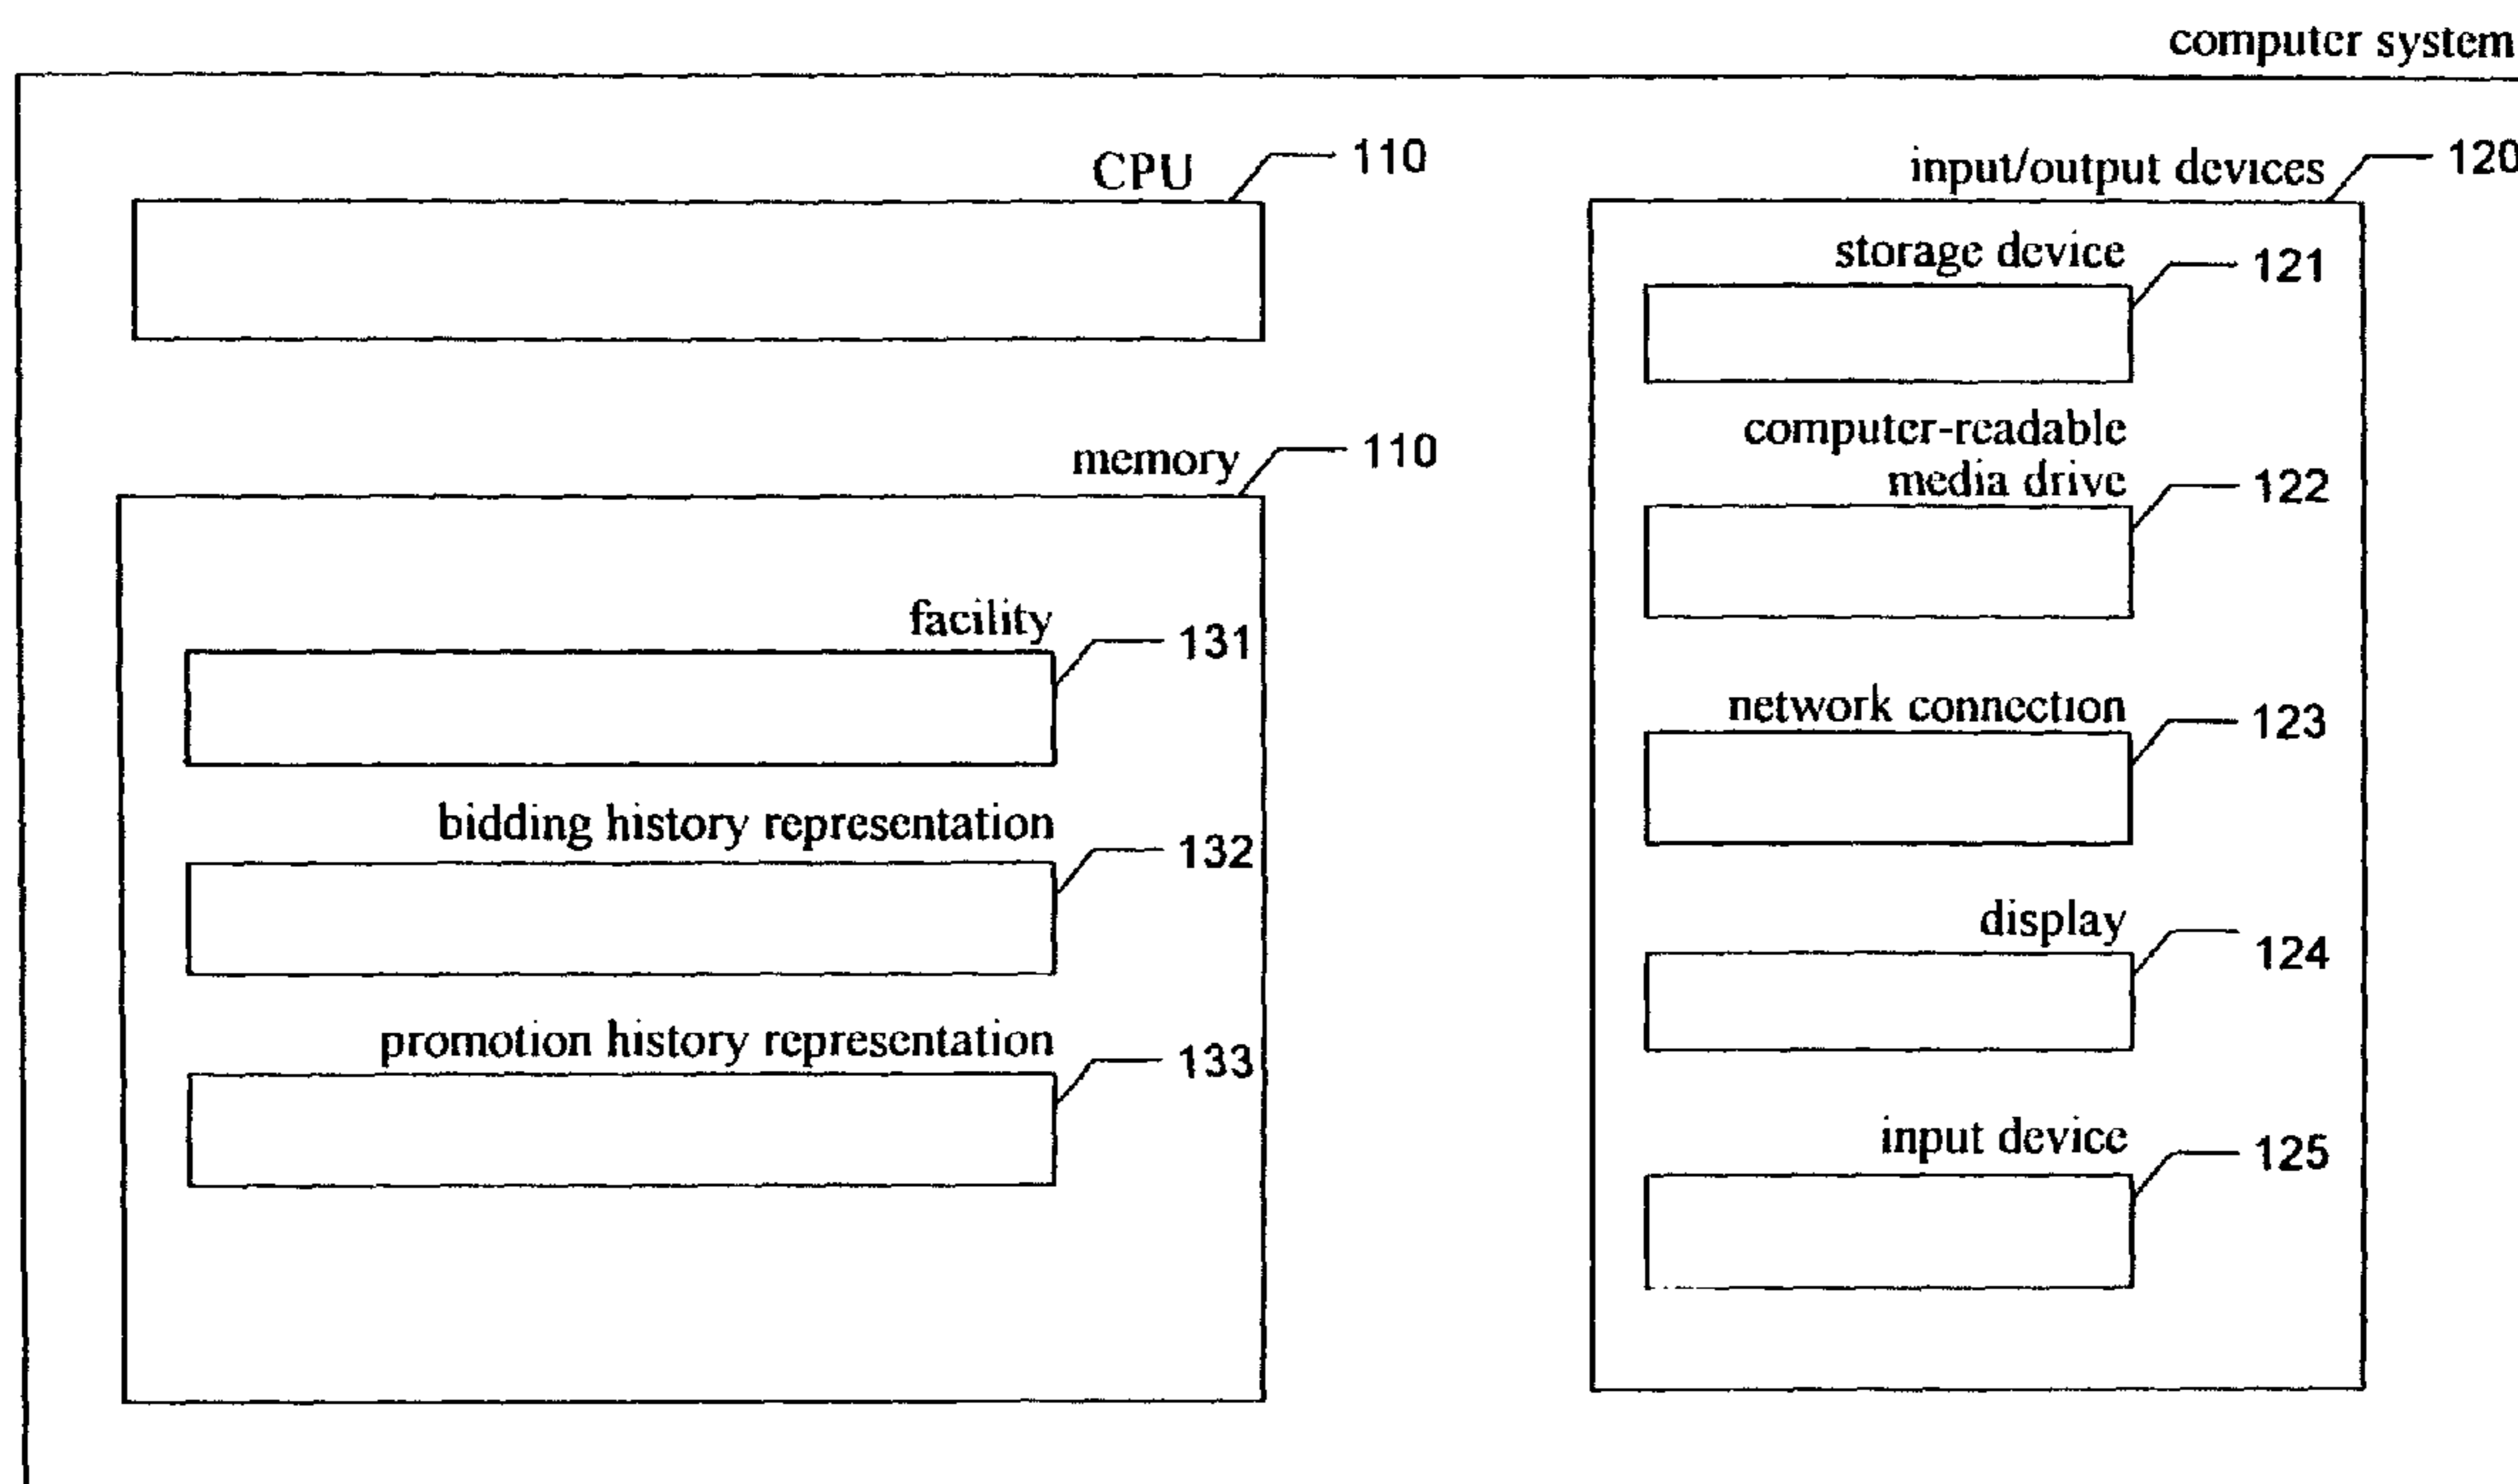 computer system
CPU 110
input/output devices 120
storage device 121
computer-readable
media drive 122
memory 110
facility 131
network connection 123
bidding history representation 132
display 124
promotion history representation 133
input device 125